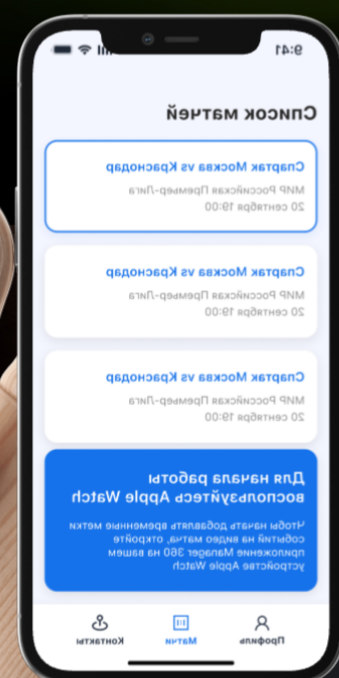 9:41
Список матчей
Спартак Москва vs Краснодар
МИР Российская Премьер-Лига
20 сентября 19:00
Спартак Москва vs Краснодар
МИР Российская Премьер-Лига
20 сентября 19:00
Спартак Москва vs Краснодар
МИР Российская Премьер-Лига
20 сентября 19:00
Для начала работы
воспользуйтесь Apple Watch
Чтобы начать добавлять временные метки
событий на видео матча, откройте
приложение Manager 360 на вашем
устройстве Apple Watch
Профиль
Матчи
Контакты